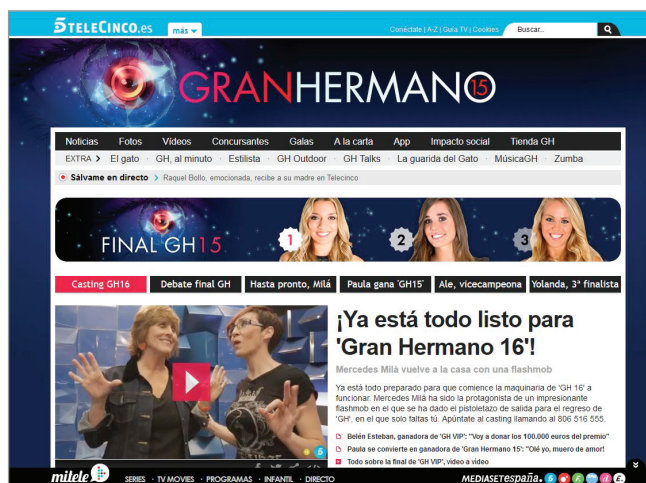 TELECINCO.es
más
Conéctate | A-Z | Guía TV | Cookies
Buscar...
GRANHERMANO 15
Noticias Fotos Vídeos Concursantes Galas A la carta App Impacto social Tienda GH
EXTRA > El gato · GH, al minuto · Estilista · GH Outdoor · GH Talks · La guarida del Gato · MúsicaGH · Zumba
Sálvame en directo > Raquel Bollo, emocionada, recibe a su madre en Telecinco
FINAL GH15 1 2 3
Casting GH16 Debate final GH Hasta pronto, Milá Paula gana 'GH15' Ale, vicecampeona Yolanda, 3ª finalista
¡Ya está todo listo para
'Gran Hermano 16'!
Mercedes Milá vuelve a la casa con una flashmob
Ya está todo preparado para que comience la maquinaria de 'GH 16' a
funcionar. Mercedes Milá ha sido la protagonista de un impresionante
flashmob en el que se ha dado el pistoletazo de salida para el regreso de
'GH', en el que solo faltas tú. Apúntate al casting llamando al 806 516 555.
Belén Esteban, ganadora de 'GH VIP': "Voy a donar los 100.000 euros del premio"
Paula se convierte en ganadora de 'Gran Hermano 15': "Olé yo, muero de amor!
Todo sobre la final de 'GH VIP', vídeo a vídeo
mitele SERIES · TV MOVIES · PROGRAMAS · INFANTIL · DIRECTO MEDIASETespaña.